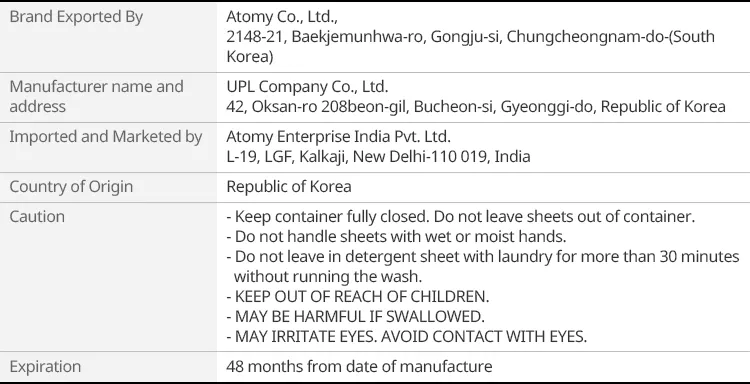 Brand Exported By
Atomy Co., Ltd.,
2148-21, Baekjemunhwa-ro, Gongju-si, Chungcheongnam-do-(South
Korea)
Manufacturer name and
address
UPL Company Co., Ltd.
42, Oksan-ro 208beon-gil, Bucheon-si, Gyeonggi-do, Republic of Korea
Imported and Marketed by
Atomy Enterprise India Pvt. Ltd.
L-19, LGF, Kalkaji, New Delhi-110 019, India
Country of Origin
Republic of Korea
Caution
- Keep container fully closed. Do not leave sheets out of container.
- Do not handle sheets with wet or moist hands.
- Do not leave in detergent sheet with laundry for more than 30 minutes
without running the wash.
- KEEP OUT OF REACH OF CHILDREN.
- MAY BE HARMFUL IF SWALLOWED.
- MAY IRRITATE EYES. AVOID CONTACT WITH EYES.
Expiration
48 months from date of manufacture